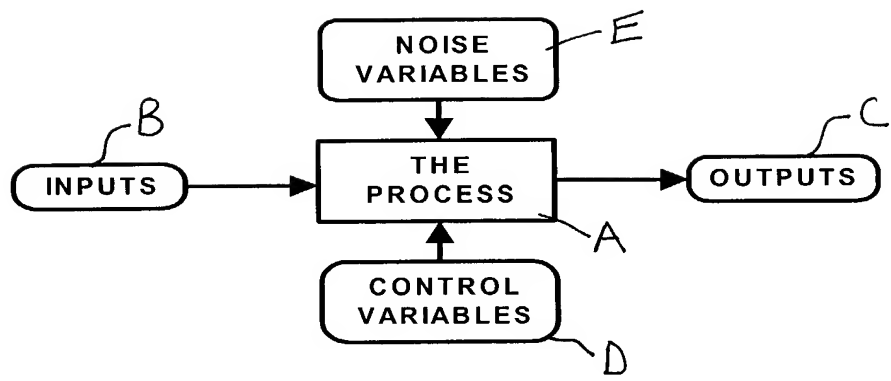 NOISE
VARIABLES
E
B
INPUTS
THE
PROCESS
A
C
OUTPUTS
CONTROL
VARIABLES
D